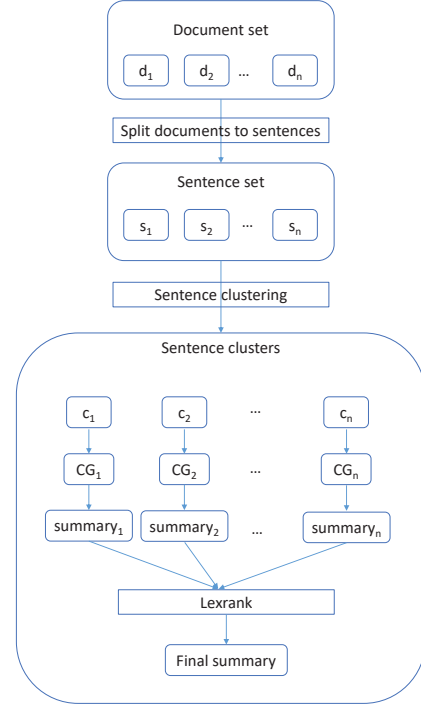 Document set
d1 d2 ... dn
Split documents to sentences
Sentence set
s1 s2 ... sn
Sentence clustering
Sentence clusters
c1 c2 ... cn
CG1 CG2 ... CGn
summary1 summary2 ... summaryn
Lexrank
Final summary